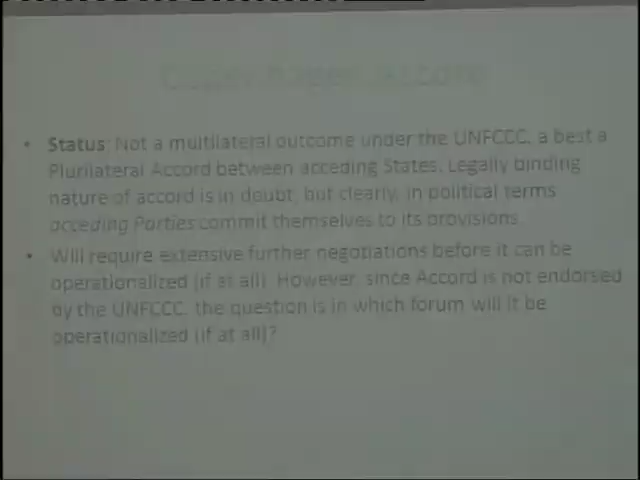 Copenhagen Accord
• Status: Not a multilateral outcome under the UNFCCC, a best a
Plurilateral Accord between acceding States. Legally binding
nature of accord is in doubt, but clearly, in political terms
acceding Parties commit themselves to its provisions.
• Will require extensive further negotiations before it can be
operationalized (if at all). However, since Accord is not endorsed
by the UNFCCC, the question is in which forum will it be
operationalized (if at all)?